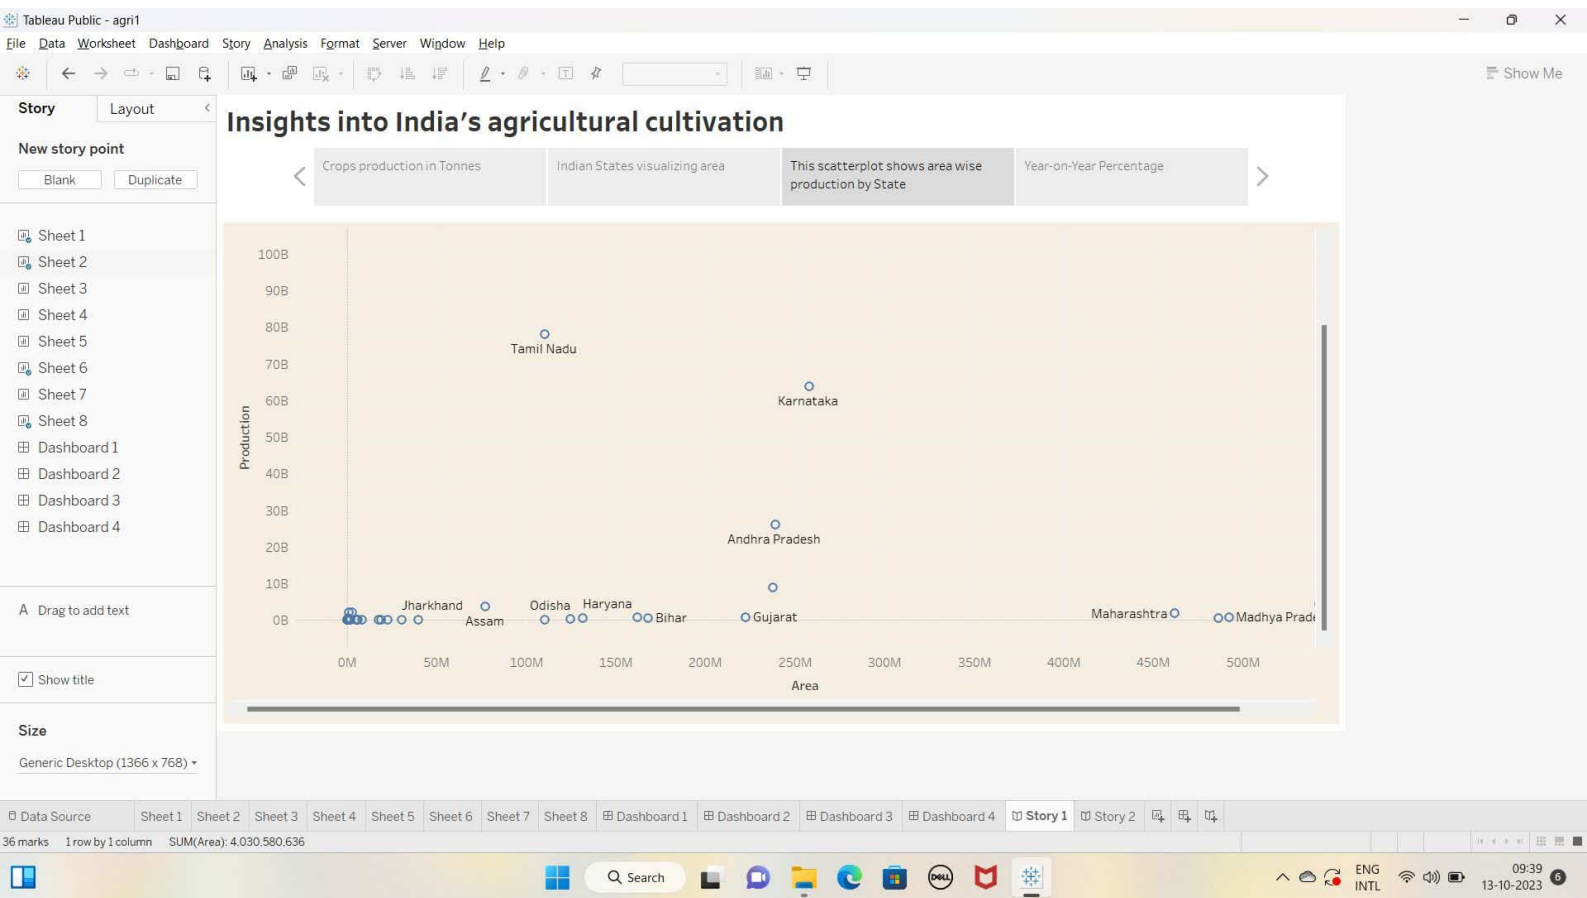 Tableau Public - agri1
File Data Worksheet Dashboard Story Analysis Format Server Window Help
Show Me
Story Layout
New story point
Blank Duplicate
Sheet 1
Sheet 2
Sheet 3
Sheet 4
Sheet 5
Sheet 6
Sheet 7
Sheet 8
Dashboard 1
Dashboard 2
Dashboard 3
Dashboard 4
A Drag to add text
Show title
Size
Generic Desktop (1366 x 768)
Insights into India's agricultural cultivation
Crops production in Tonnes
Indian States visualizing area
This scatterplot shows area wise
production by State
Year-on-Year Percentage
Production
100B
90B
80B
70B
60B
50B
40B
30B
20B
10B
0B
Tamil Nadu
Karnataka
Andhra Pradesh
Jharkhand
Assam
Odisha
Haryana
Bihar
Gujarat
Maharashtra
Madhya Prade
0M 50M 100M 150M 200M 250M 300M 350M 400M 450M 500M
Area
Data Source Sheet 1 Sheet 2 Sheet 3 Sheet 4 Sheet 5 Sheet 6 Sheet 7 Sheet 8 Dashboard 1 Dashboard 2 Dashboard 3 Dashboard 4 Story 1 Story 2
36 marks 1 row by 1 column SUM(Area): 4,030,580,636
Search
DELL
ENG
INTL
09:39
13-10-2023
6